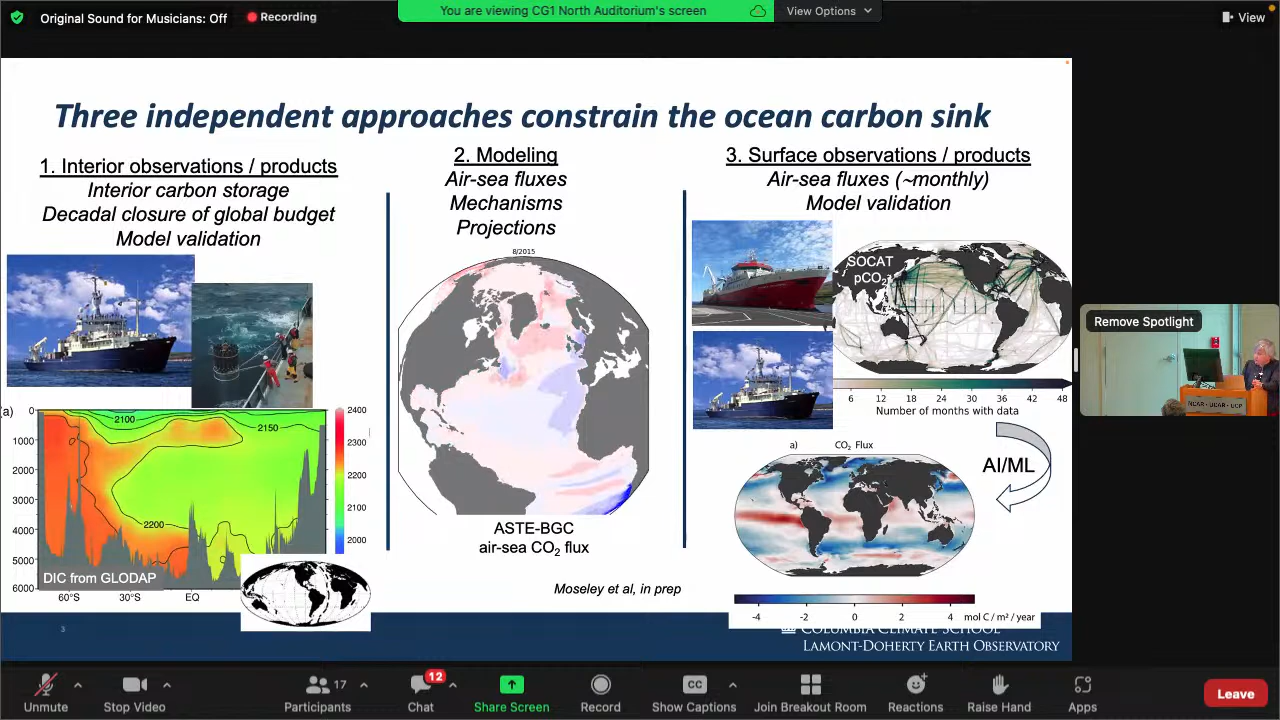 Original Sound for Musicians: Off
Recording
You are viewing CG1 North Auditorium's screen
View Options
View
Three independent approaches constrain the ocean carbon sink
1. Interior observations / products
Interior carbon storage
Decadal closure of global budget
Model validation
2. Modeling
Air-sea fluxes
Mechanisms
Projections
3. Surface observations / products
Air-sea fluxes (~monthly)
Model validation
8/2015
SOCAT
pCO₂
6 12 18 24 30 36 42 48
Number of months with data
(a)
0
1000
2000
3000
4000
5000
6000
2100
2150
2200
2400
2300
2200
2100
2000
DIC from GLODAP
60°S 30°S EQ
ASTE-BGC
air-sea CO₂ flux
Moseley et al, in prep
a) CO₂ Flux
AI/ML
-4 -2 0 2 4 mol C / m² / year
3
COLUMBIA CLIMATE SCHOOL
LAMONT-DOHERTY EARTH OBSERVATORY
Remove Spotlight
NCAR - UCAR - UCP
Unmute
Stop Video
17
Participants
12
Chat
Share Screen
Record
CC
Show Captions
Join Breakout Room
Reactions
Raise Hand
Apps
Leave